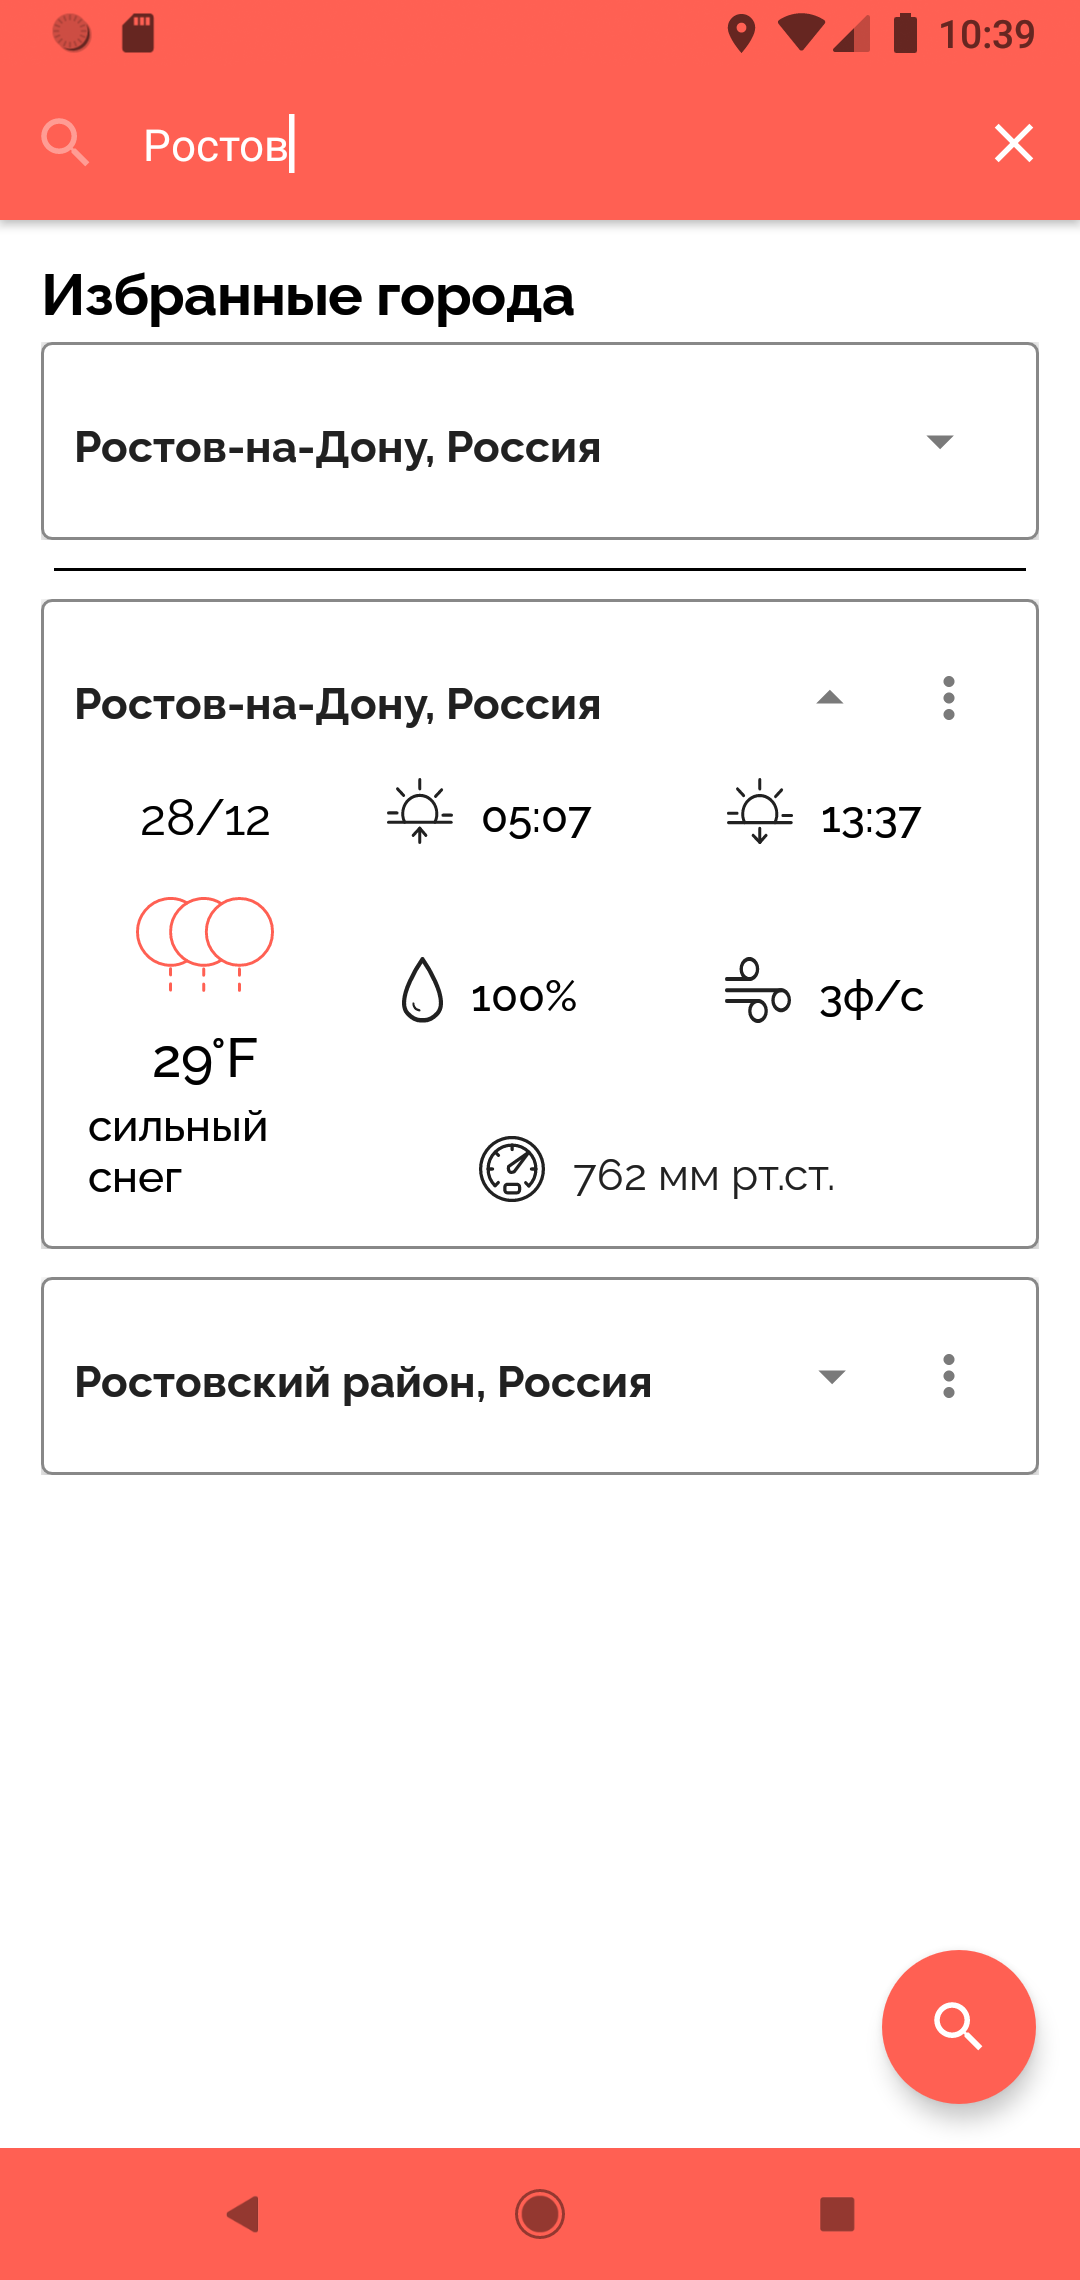 10:39
Ростов
Избранные города
Ростов-на-Дону, Россия
Ростов-на-Дону, Россия
28/12 05:07 13:37
100% 3ф/с
29°F
сильный
снег
762 мм рт.ст.
Ростовский район, Россия